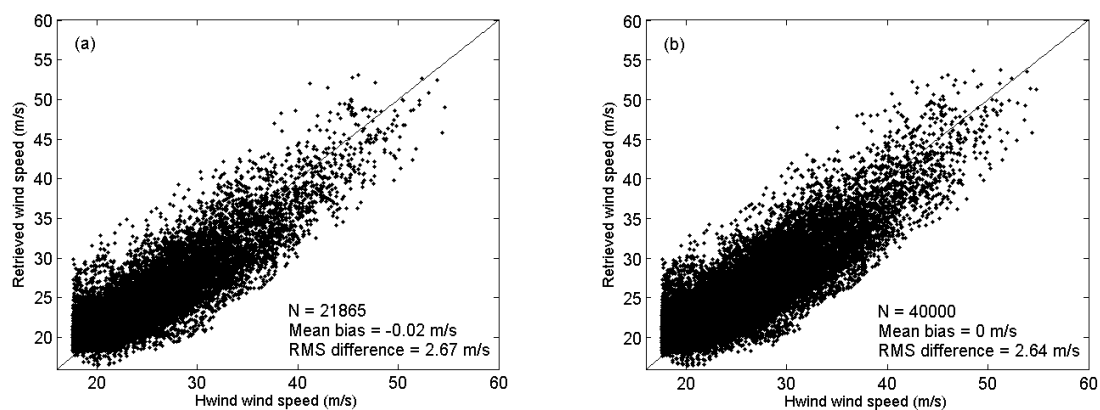 (a)
60
55
50
45
40
35
30
25
20
Retrieved wind speed (m/s)
N = 21865
Mean bias = -0.02 m/s
RMS difference = 2.67 m/s
20 30 40 50 60
Hwind wind speed (m/s)
(b)
60
55
50
45
40
35
30
25
20
Retrieved wind speed (m/s)
N = 40000
Mean bias = 0 m/s
RMS difference = 2.64 m/s
20 30 40 50 60
Hwind wind speed (m/s)